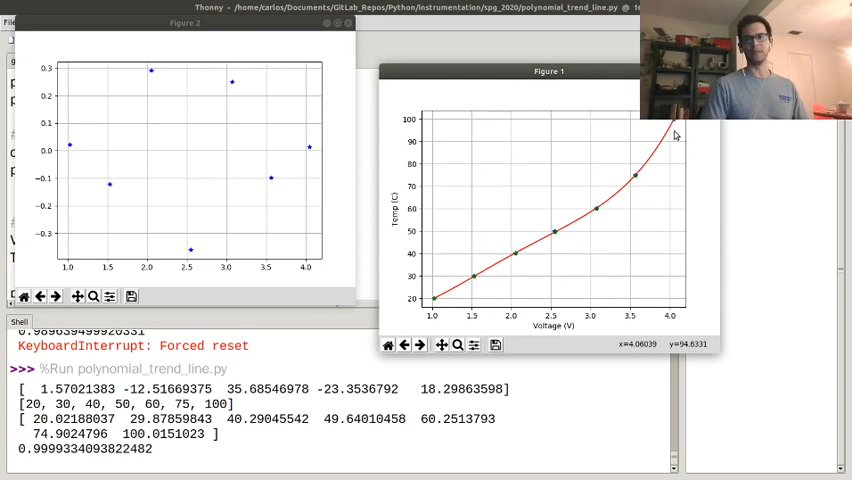 Thonny - /home/carlos/Documents/GitLab_Repos/Python/Instrumentation/spg_2020/polynomial_trend_line.py @
Figure 2
File
0.3
0.2
0.1
0.0
−0.1
−0.2
−0.3
1.0 1.5 2.0 2.5 3.0 3.5 4.0
Figure 1
100
90
80
70
60
50
40
30
20
Temp (C)
1.0 1.5 2.0 2.5 3.0 3.5 4.0
Voltage (V)
x=4.06039 y=94.6331
Shell
0.989639499920331
KeyboardInterrupt: Forced reset
>>> %Run polynomial_trend_line.py
[ 1.57021383 -12.51669375 35.68546978 -23.3536792 18.29863598]
[20, 30, 40, 50, 60, 75, 100]
[ 20.02188037 29.87859843 40.29045542 49.64010458 60.2513793
74.9024796 100.0151023 ]
0.9999334093822482